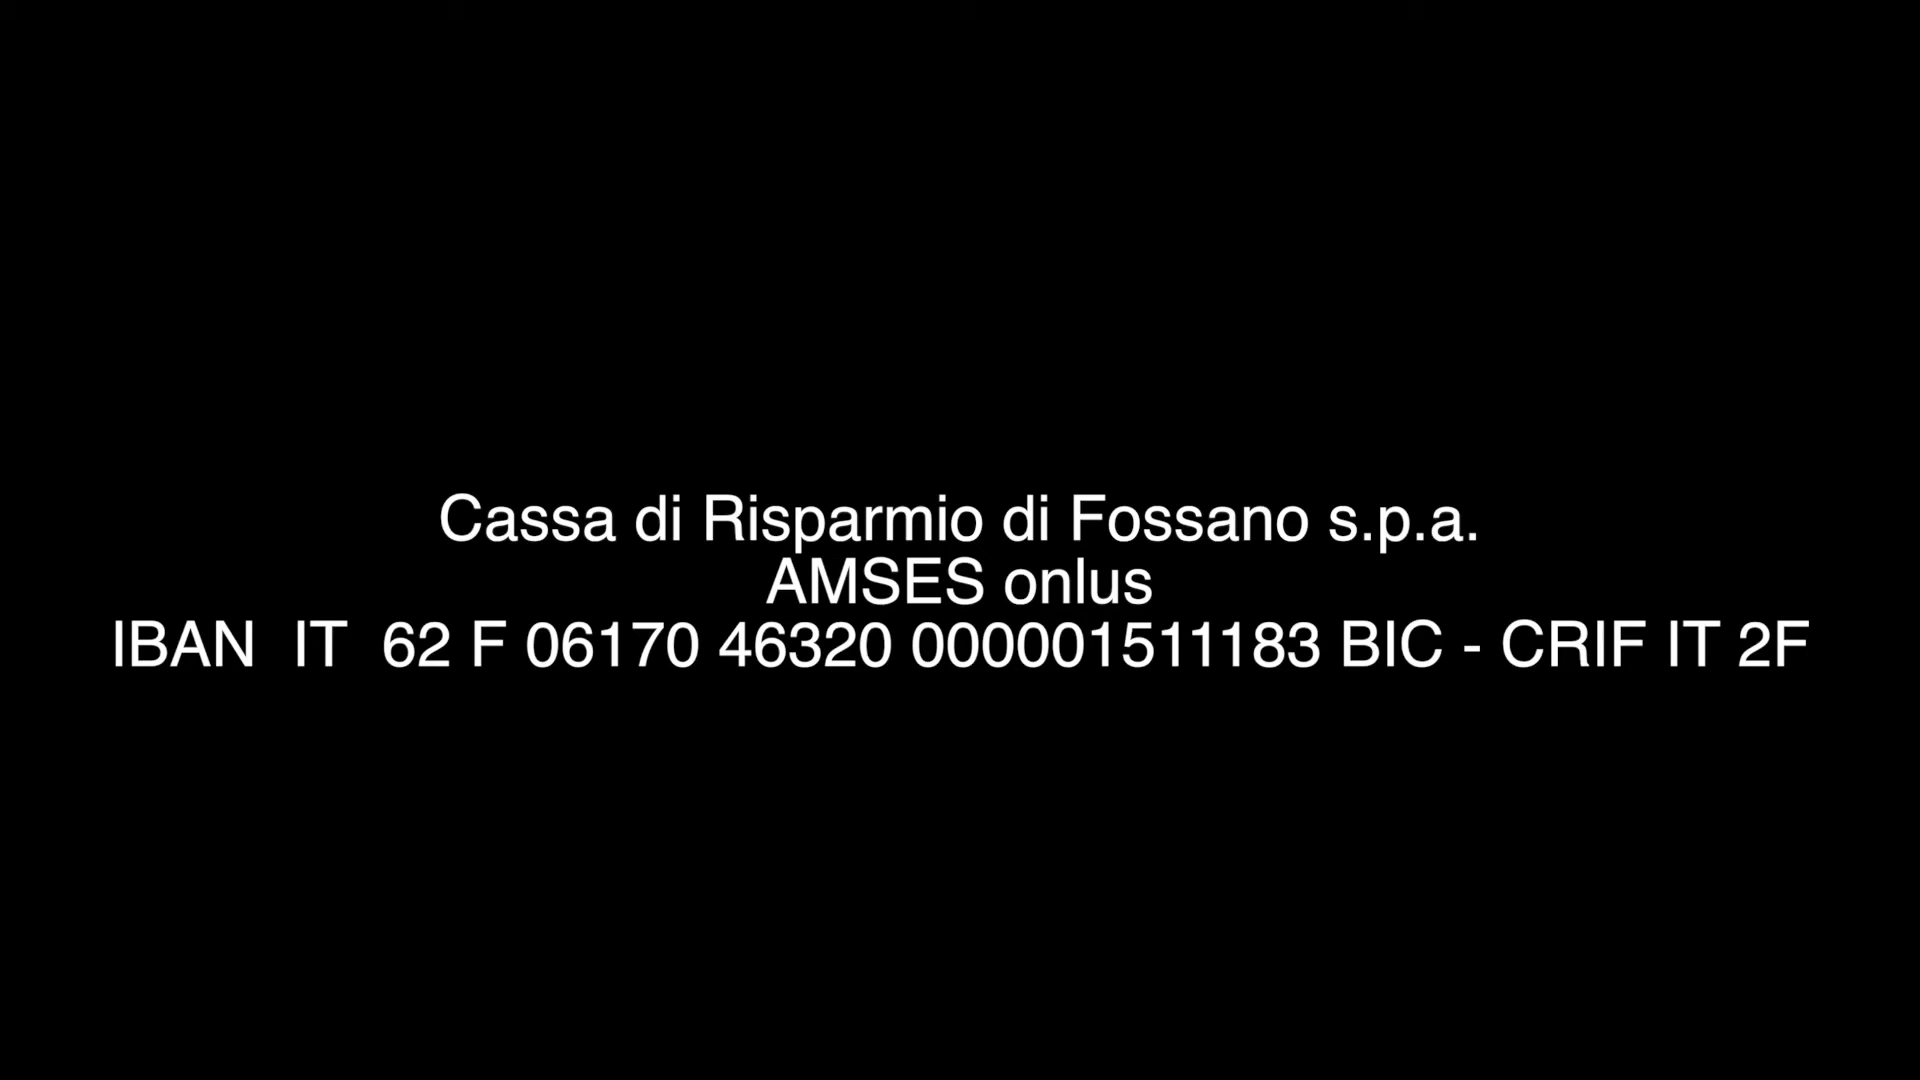 Cassa di Risparmio di Fossano s.p.a.
AMSES onlus
IBAN  IT  62 F 06170 46320 000001511183 BIC - CRIF IT 2F